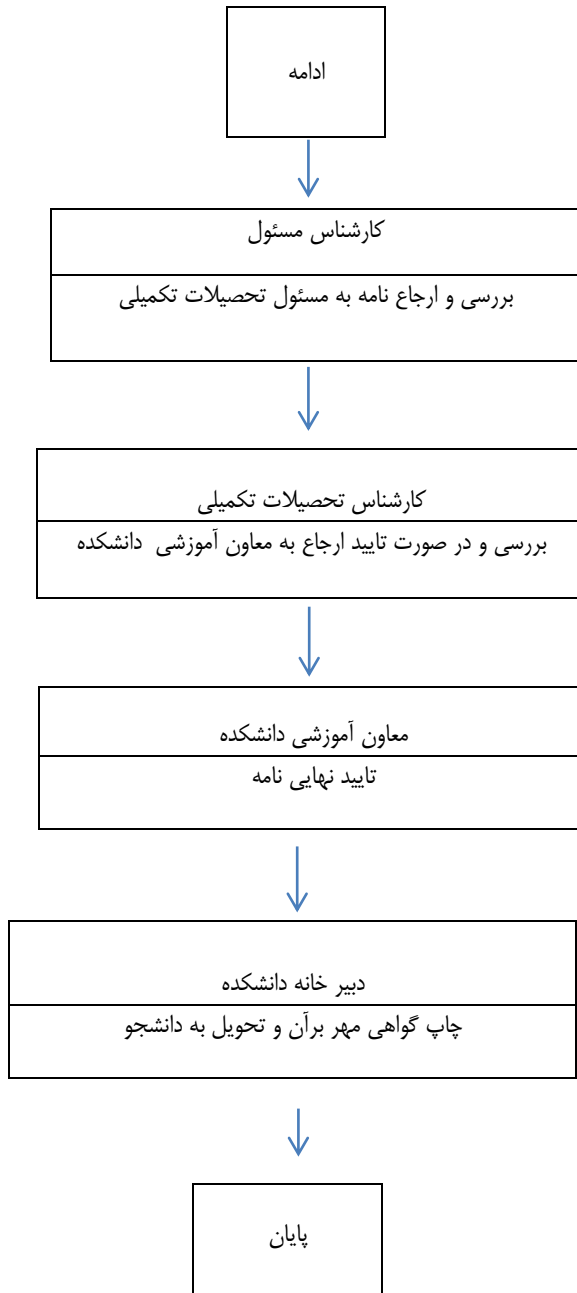 ادامه
کارشناس مسئول
بررسی و ارجاع نامه به مسئول تحصیلات تکمیلی
کارشناس تحصیلات تکمیلی
بررسی و در صورت تایید ارجاع به معاون آموزشی دانشکده
معاون آموزشی دانشکده
تایید نهایی نامه
دبیر خانه دانشکده
چاپ گواهی مهر برآن و تحویل به دانشجو
پایان